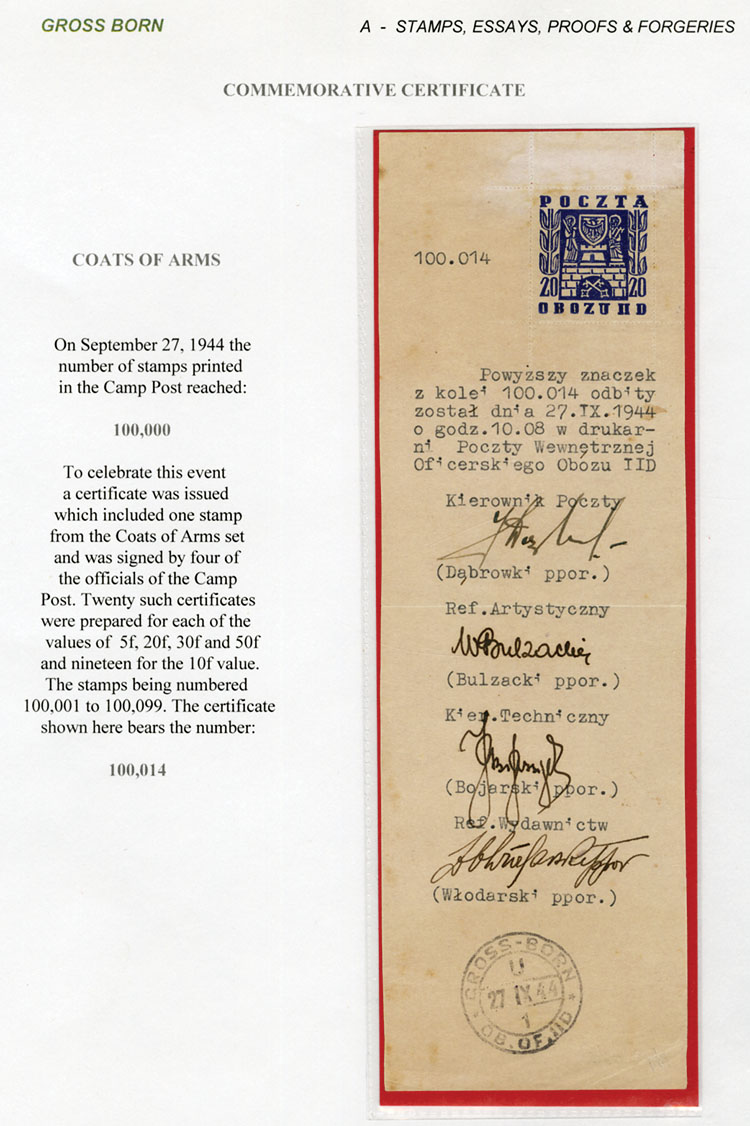 GROSS BORN
A - STAMPS, ESSAYS, PROOFS & FORGERIES
COMMEMORATIVE CERTIFICATE
COATS OF ARMS
On September 27, 1944 the
number of stamps printed
in the Camp Post reached:
100,000
To celebrate this event
a certificate was issued
which included one stamp
from the Coats of Arms set
and was signed by four of
the officials of the Camp
Post. Twenty such certificates
were prepared for each of the
values of 5f, 20f, 30f and 50f
and nineteen for the 10f value.
The stamps being numbered
100,001 to 100,099. The certificate
shown here bears the number:
100,014
POCZTA
20 20
OBOZU IID
100.014
Powyższy znaczek
z kolei 100.014 odbity
został dnia 27.IX.1944
o godz.10.08 w drukar-
ni Poczty Wewnętrznej
Oficerskiego Obozu IID
Kierownik Poczty
(Dąbrowki ppor.)
Ref.Artystyczny
WBulzacki
(Bulzacki ppor.)
Kier.Techniczny
(Bojarski ppor.)
Ref.Wydawnictw
(Włodarski ppor.)
GROSS-BORN
U
27 IX 44
1
OB.OF.IID